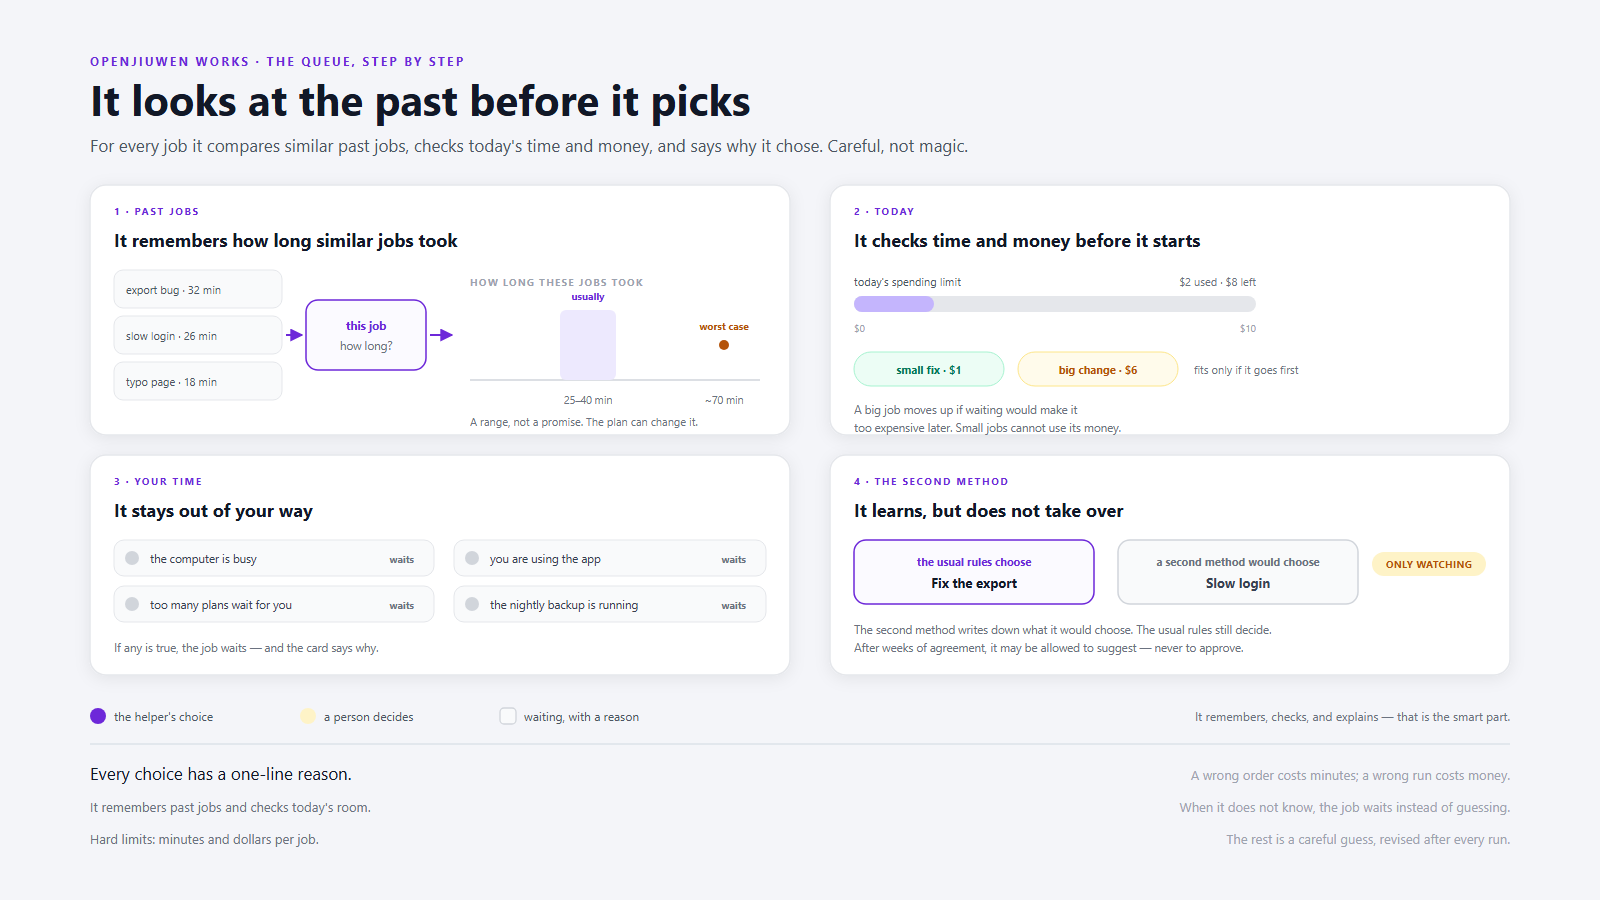 OPENJIUWEN WORKS · THE QUEUE, STEP BY STEP
It looks at the past before it picks
For every job it compares similar past jobs, checks today's time and money, and says why it chose. Careful, not magic.
1 · PAST JOBS
It remembers how long similar jobs took
export bug · 32 min
slow login · 26 min
typo page · 18 min
this job
how long?
HOW LONG THESE JOBS TOOK
usually
worst case
25–40 min
~70 min
A range, not a promise. The plan can change it.
2 · TODAY
It checks time and money before it starts
today's spending limit
$2 used · $8 left
$0
$10
small fix · $1
big change · $6
fits only if it goes first
A big job moves up if waiting would make it
too expensive later. Small jobs cannot use its money.
3 · YOUR TIME
It stays out of your way
the computer is busy
waits
you are using the app
waits
too many plans wait for you
waits
the nightly backup is running
waits
If any is true, the job waits — and the card says why.
4 · THE SECOND METHOD
It learns, but does not take over
the usual rules choose
Fix the export
a second method would choose
Slow login
ONLY WATCHING
The second method writes down what it would choose. The usual rules still decide.
After weeks of agreement, it may be allowed to suggest — never to approve.
the helper's choice
a person decides
waiting, with a reason
It remembers, checks, and explains — that is the smart part.
Every choice has a one-line reason.
It remembers past jobs and checks today's room.
Hard limits: minutes and dollars per job.
A wrong order costs minutes; a wrong run costs money.
When it does not know, the job waits instead of guessing.
The rest is a careful guess, revised after every run.